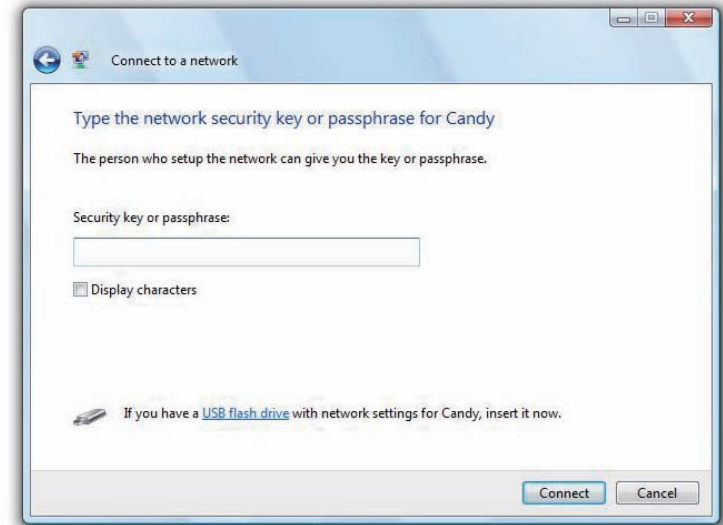 Connect to a network
Type the network security key or passphrase for Candy
The person who setup the network can give you the key or passphrase.
Security key or passphrase:
Display characters
If you have a USB flash drive with network settings for Candy, insert it now.
Connect Cancel